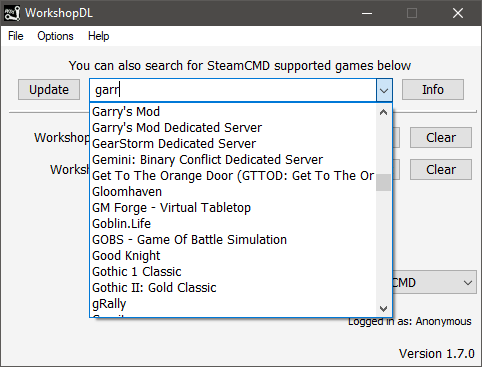 WorkshopDL
File Options Help
You can also search for SteamCMD supported games below
Update garr Info
Garry's Mod
Garry's Mod Dedicated Server
GearStorm Dedicated Server
Gemini: Binary Conflict Dedicated Server
Get To The Orange Door (GTTOD: Get To The Or
Gloomhaven
GM Forge - Virtual Tabletop
Goblin.Life
GOBS - Game Of Battle Simulation
Good Knight
Gothic 1 Classic
Gothic II: Gold Classic
gRally
Workshop Clear
Works Clear
CMD
Logged in as: Anonymous
Version 1.7.0